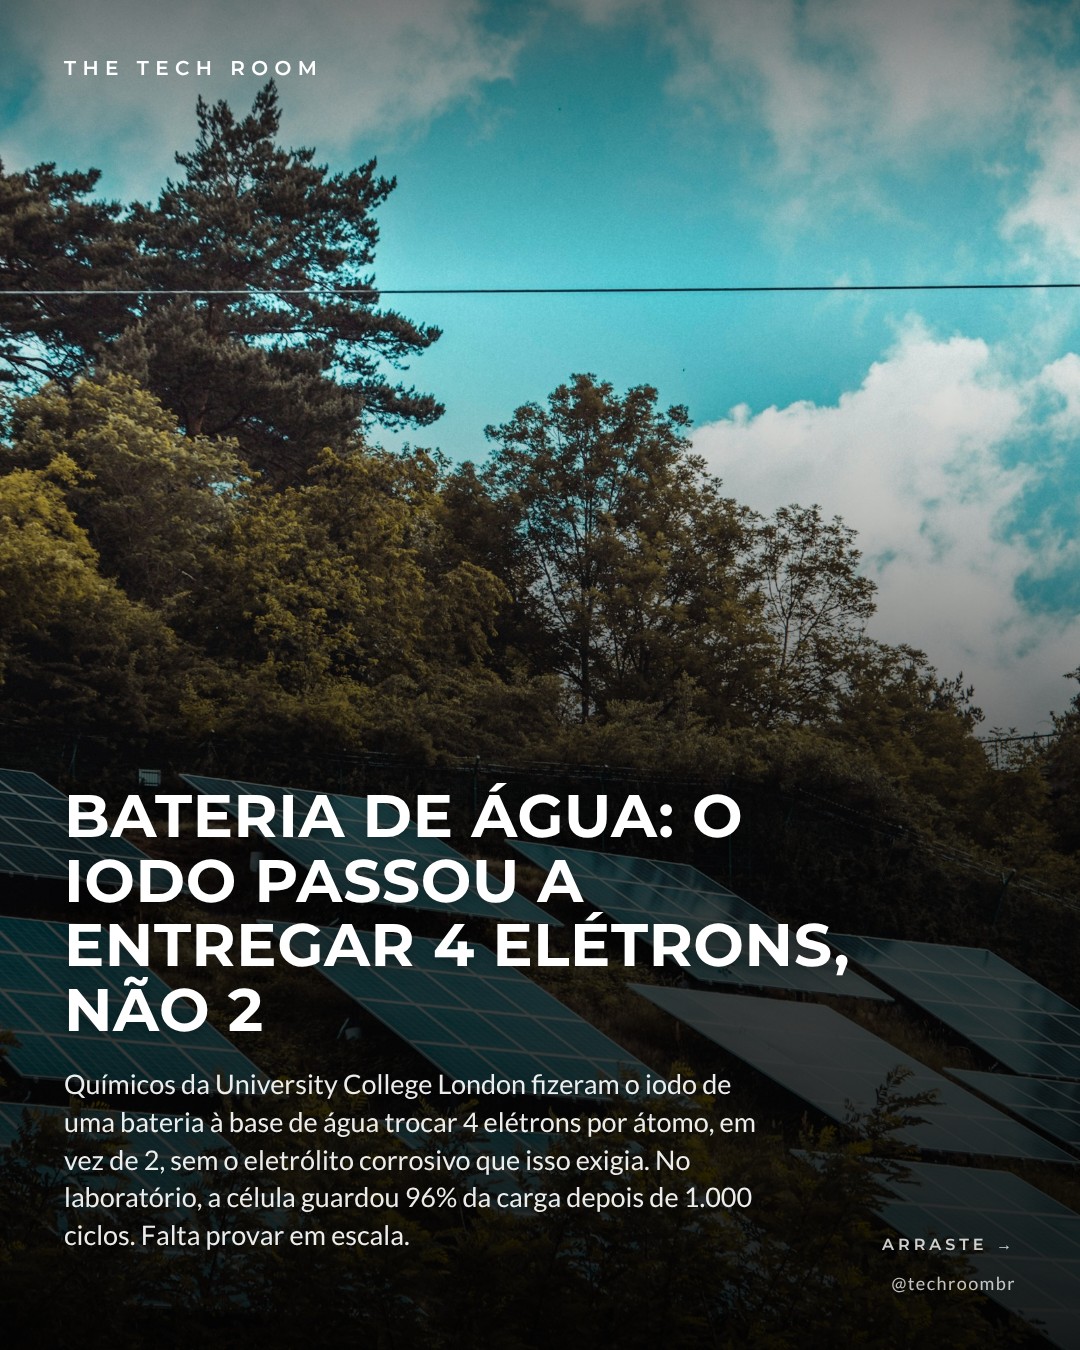 THE TECH ROOM
BATERIA DE ÁGUA: O
IODO PASSOU A
ENTREGAR 4 ELÉTRONS,
NÃO 2
Químicos da University College London fizeram o iodo de
uma bateria à base de água trocar 4 elétrons por átomo, em
vez de 2, sem o eletrólito corrosivo que isso exigia. No
laboratório, a célula guardou 96% da carga depois de 1.000
ciclos. Falta provar em escala.
ARRASTE →
@techroombr